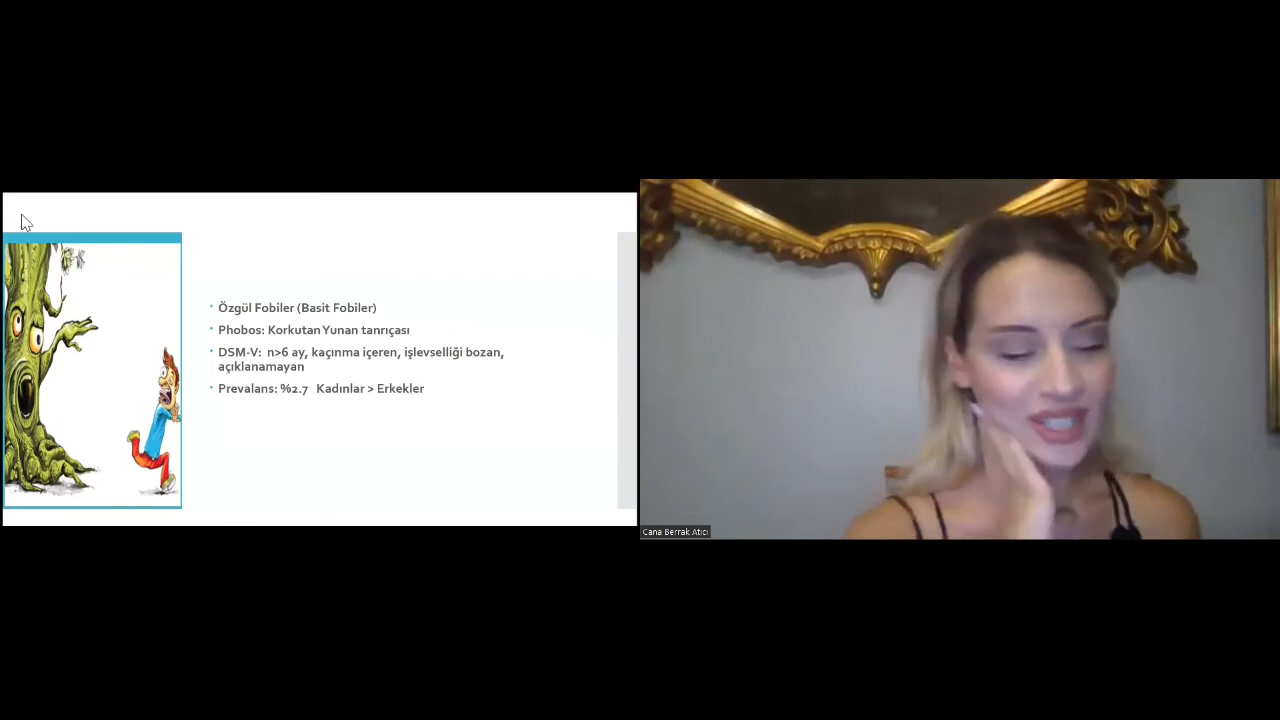 Özgül Fobiler (Basit Fobiler)
Phobos: Korkutan Yunan tanrıçası
DSM-V: n>6 ay, kaçınma içeren, işlevselliği bozan,
açıklanamayan
Prevalans: %2.7 Kadınlar > Erkekler
Cana Berrak Atici